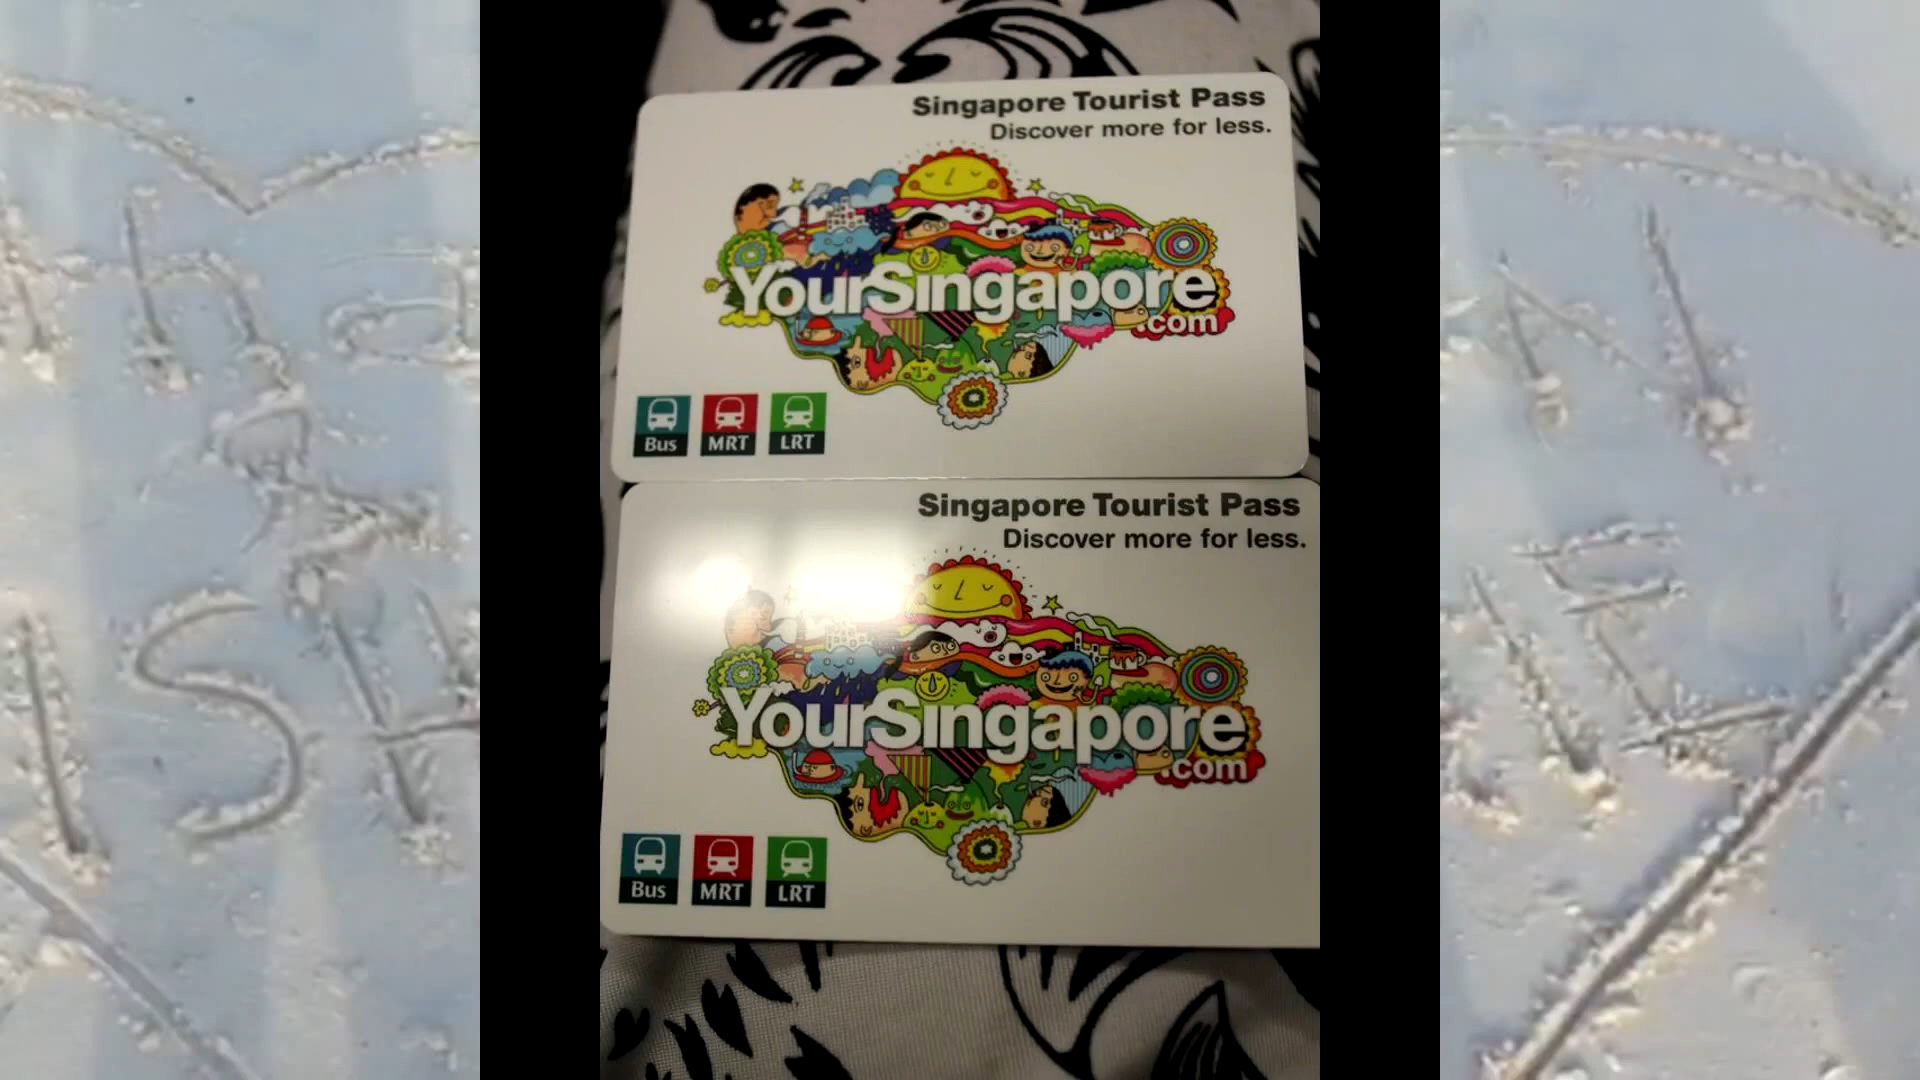 Singapore Tourist Pass
Discover more for less.
YourSingapore
.com
Bus MRT LRT
Singapore Tourist Pass
Discover more for less.
YourSingapore
.com
Bus MRT LRT